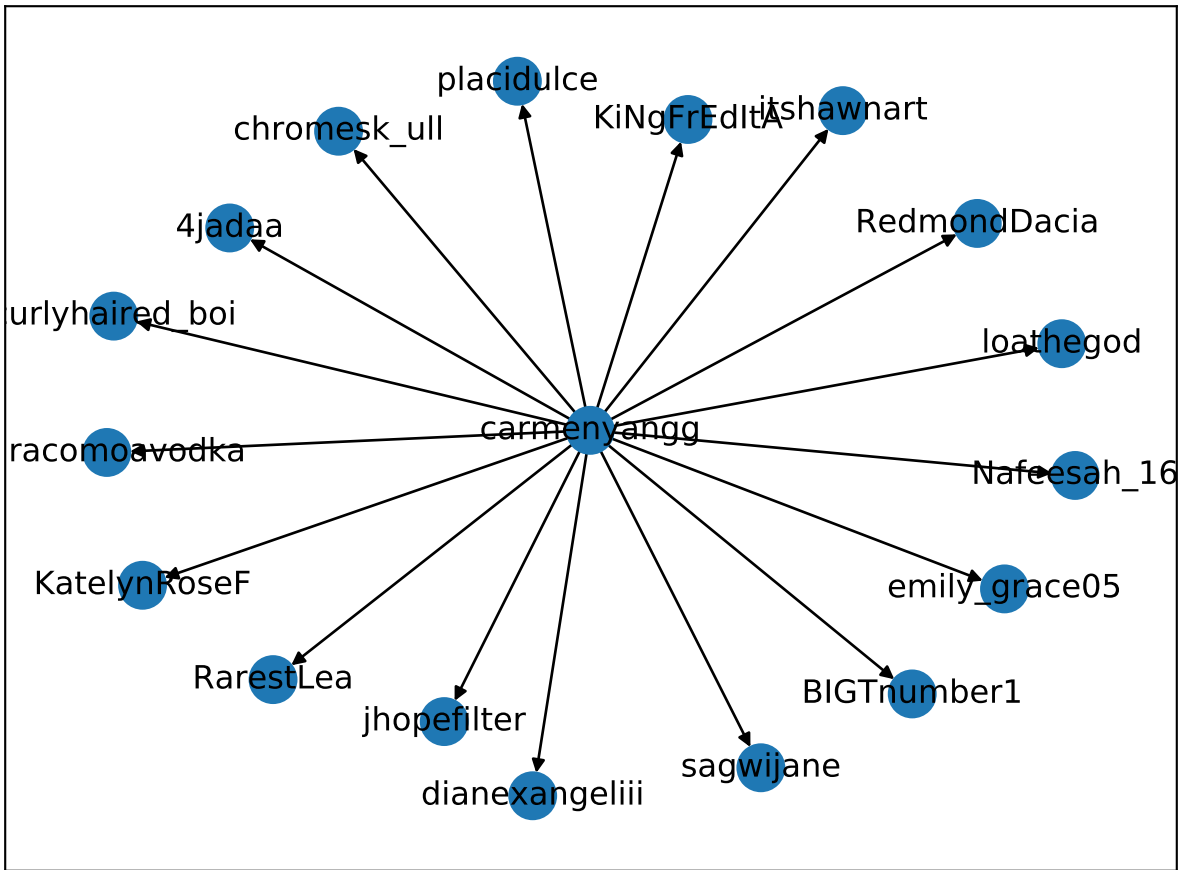 placidulce
itshawnart
KiNgFrEdItA
chromesk_ull
RedmondDacia
4jadaa
urlyhaired_boi
loathegod
carmenyangg
racomoavodka
Nafeesah_16
KatelynRoseF
emily_grace05
RarestLea
BIGTnumber1
jhopefilter
sagwijane
dianexangeliii